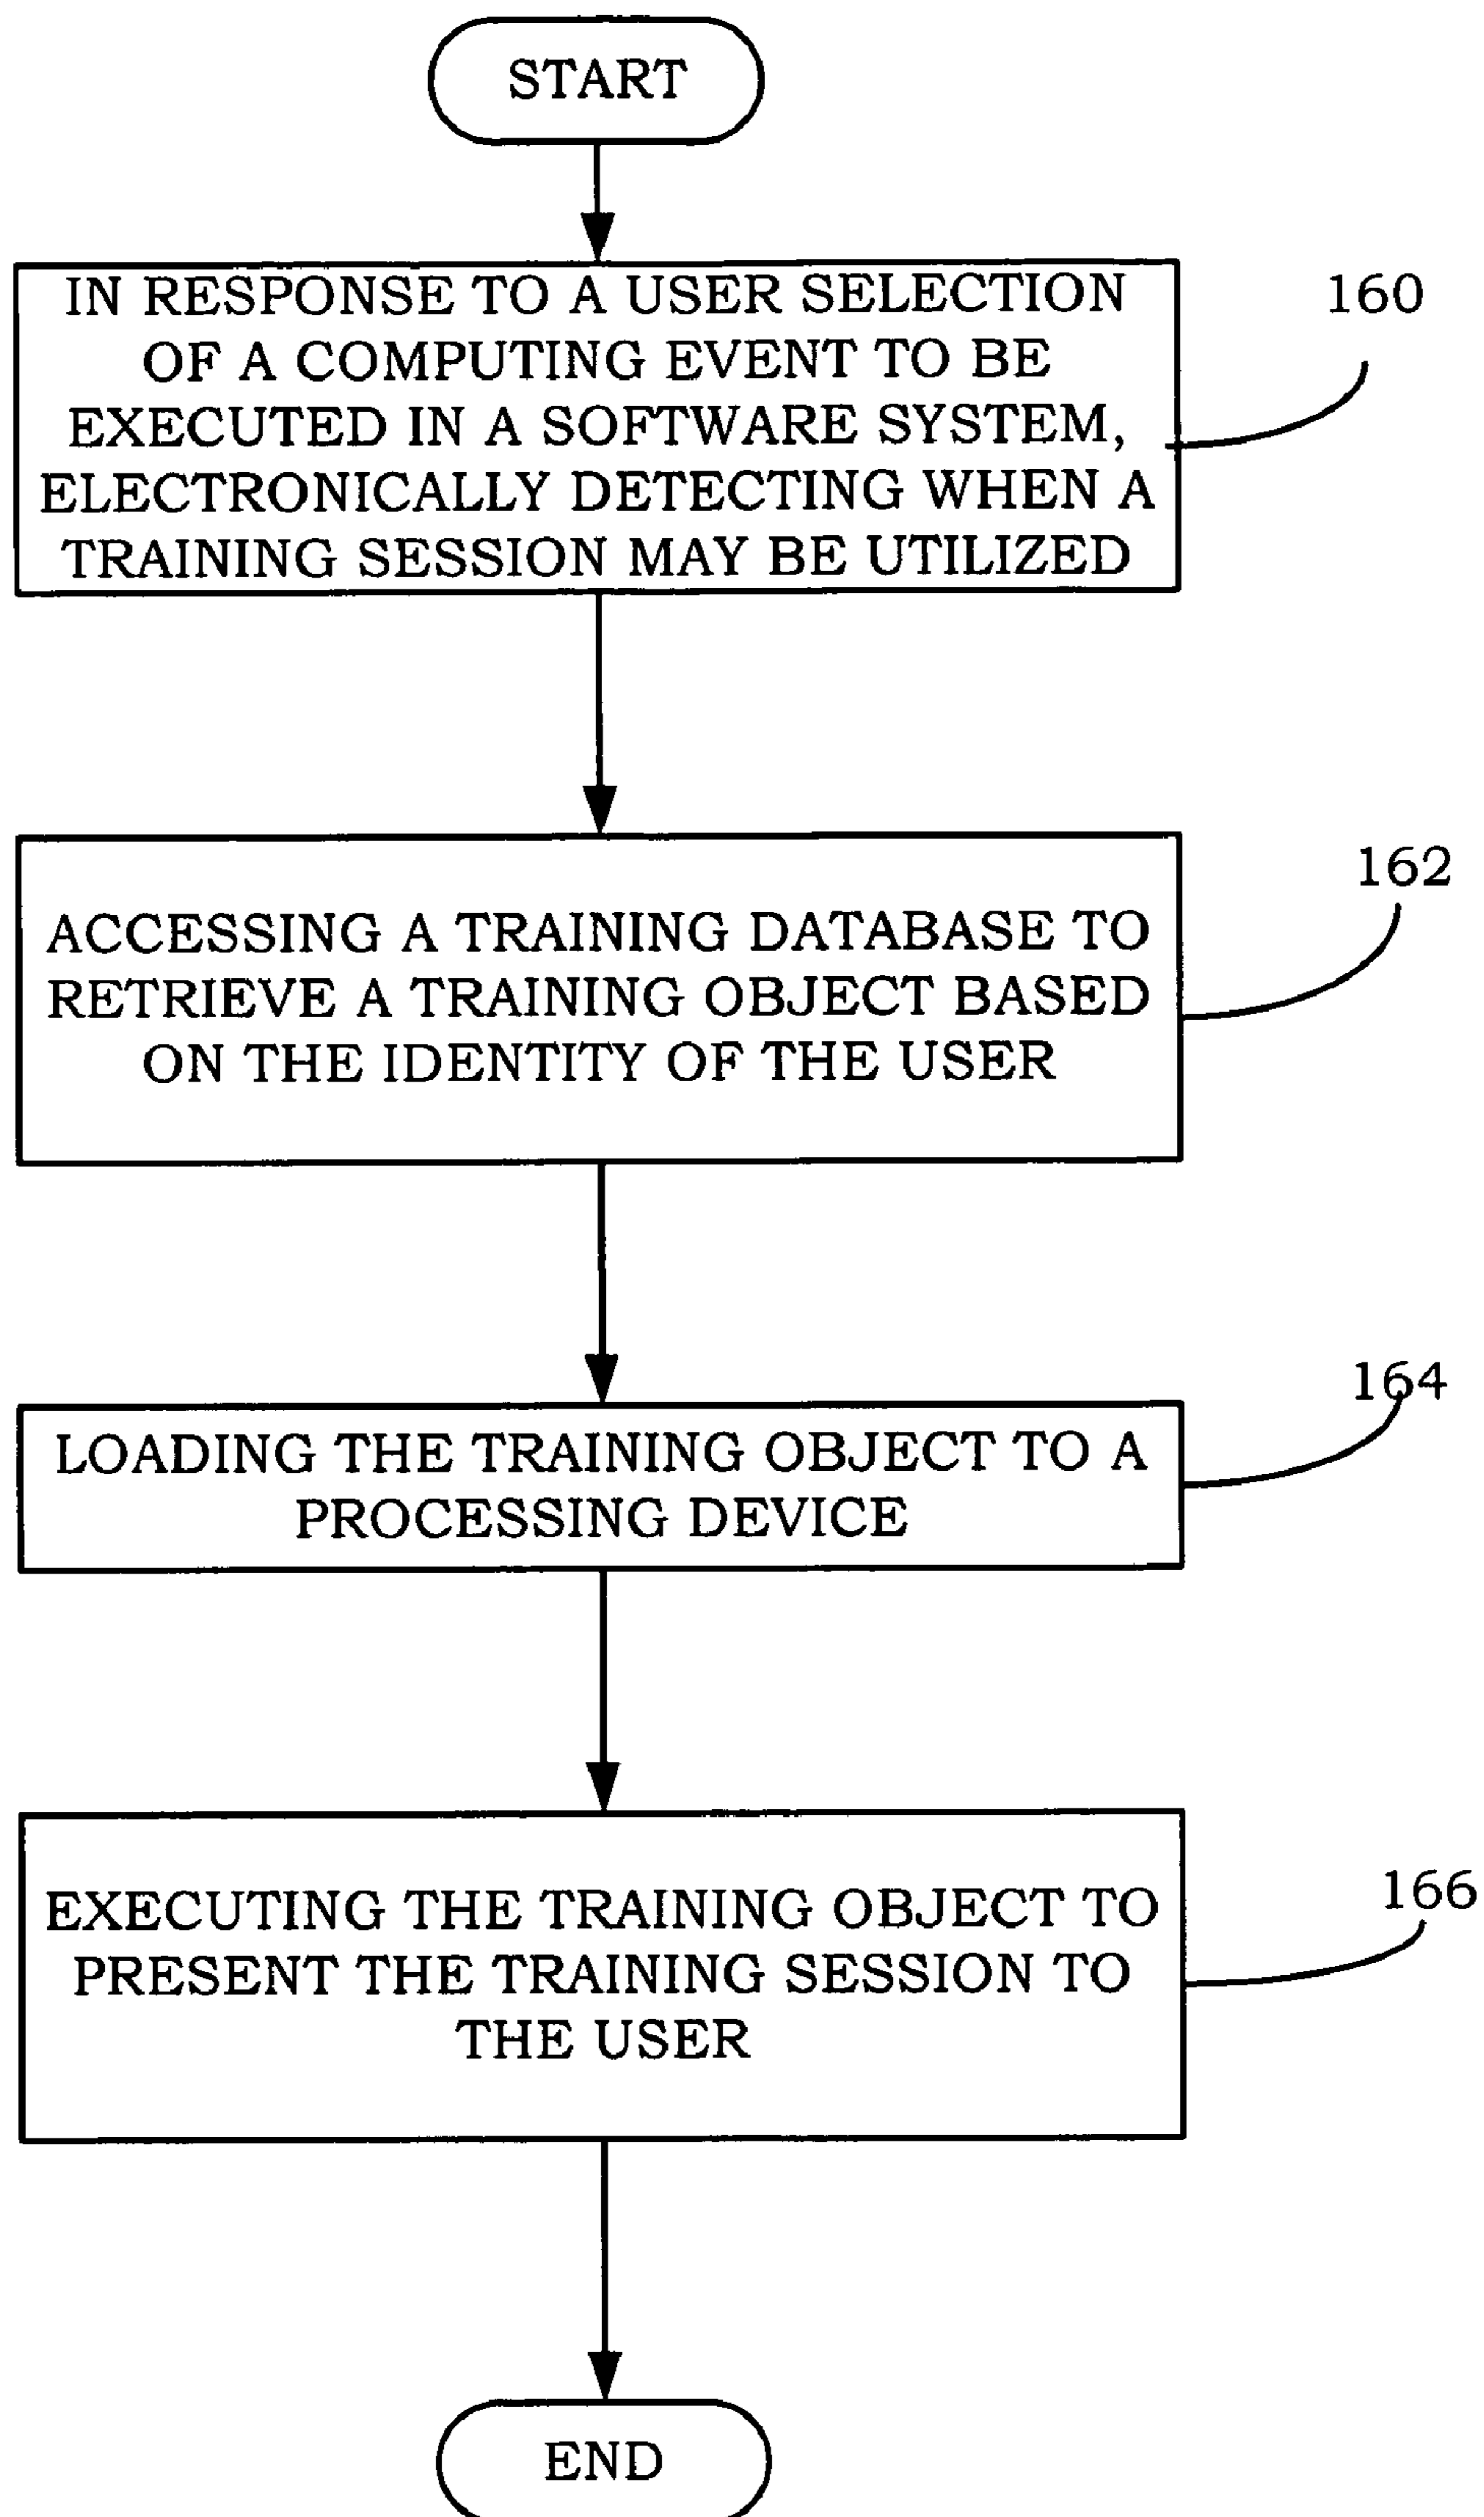 START
IN RESPONSE TO A USER SELECTION
OF A COMPUTING EVENT TO BE
EXECUTED IN A SOFTWARE SYSTEM,
ELECTRONICALLY DETECTING WHEN A
TRAINING SESSION MAY BE UTILIZED
160
ACCESSING A TRAINING DATABASE TO
RETRIEVE A TRAINING OBJECT BASED
ON THE IDENTITY OF THE USER
162
LOADING THE TRAINING OBJECT TO A
PROCESSING DEVICE
164
EXECUTING THE TRAINING OBJECT TO
PRESENT THE TRAINING SESSION TO
THE USER
166
END